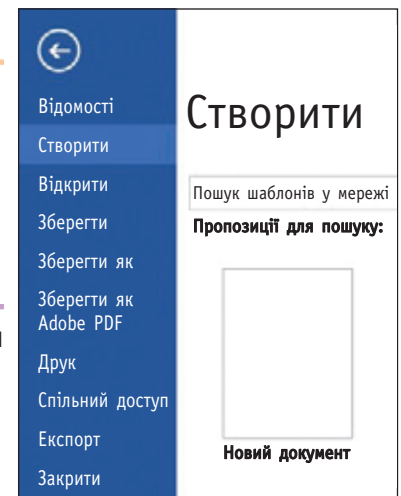 Відомості
Створити
Відкрити
Зберегти
Зберегти як
Зберегти як
Adobe PDF
Друк
Спільний доступ
Експорт
Закрити
Створити
Пошук шаблонів у мережі
Пропозиції для пошуку:
Новий документ